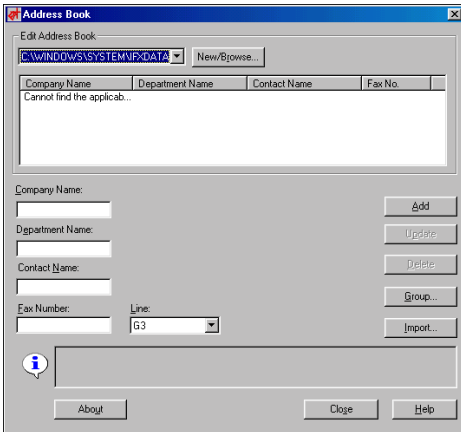 Address Book
Edit Address Book
C:\WINDOWS\SYSTEM\IFXDATA New/Browse...
Company Name Department Name Contact Name Fax No.
Cannot find the applicab...
Company Name:
Add
Department Name:
Update
Contact Name:
Delete
Fax Number: Line:
Group...
G3
Import...
About Close Help